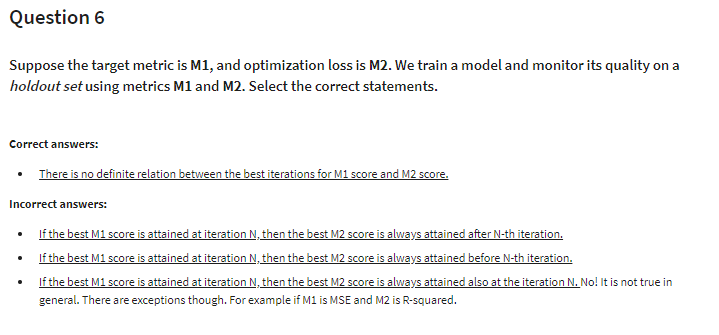 Question 6
Suppose the target metric is M1, and optimization loss is M2. We train a model and monitor its quality on a
holdout set using metrics M1 and M2. Select the correct statements.
Correct answers:
• There is no definite relation between the best iterations for M1 score and M2 score.
Incorrect answers:
• If the best M1 score is attained at iteration N, then the best M2 score is always attained after N-th iteration.
• If the best M1 score is attained at iteration N, then the best M2 score is always attained before N-th iteration.
• If the best M1 score is attained at iteration N, then the best M2 score is always attained also at the iteration N. No! It is not true in
general. There are exceptions though. For example if M1 is MSE and M2 is R-squared.